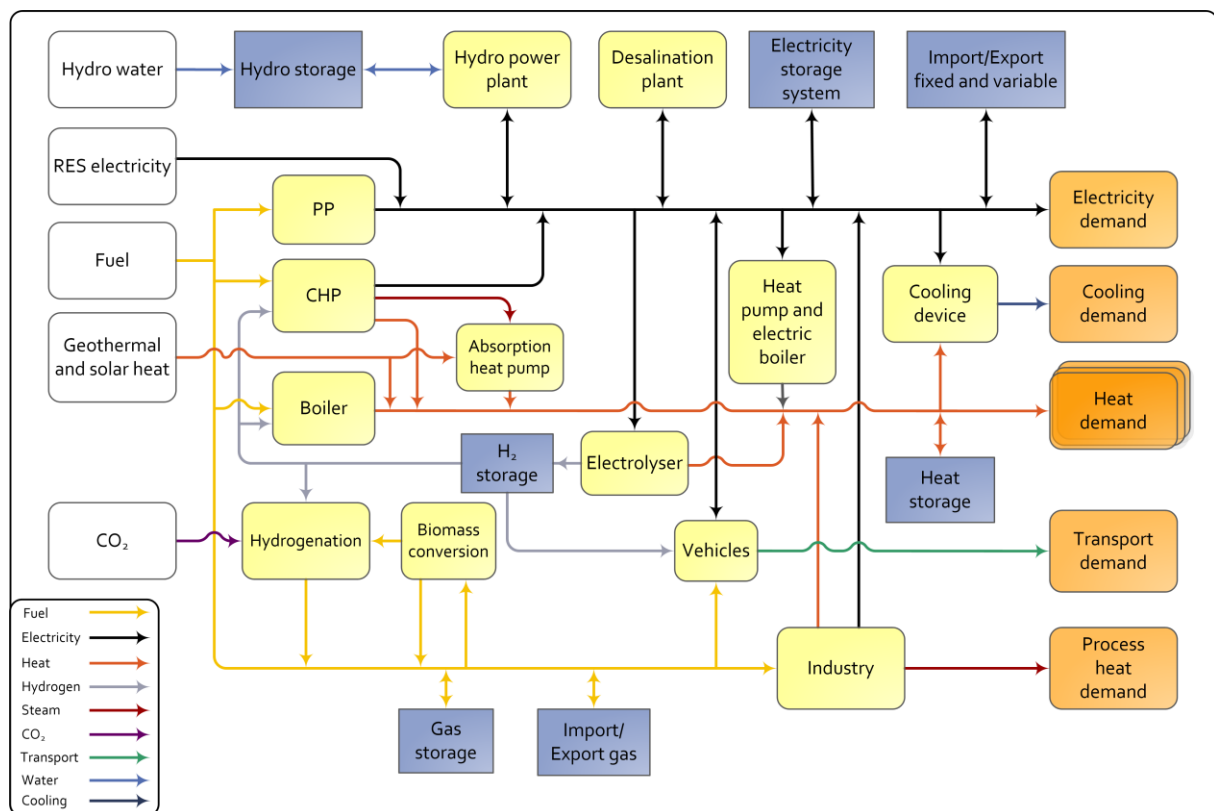 Hydro water
Hydro storage
Hydro power
plant
Desalination
plant
Electricity
storage
system
Import/Export
fixed and variable
RES electricity
PP
Electricity
demand
Fuel
CHP
Heat
pump and
electric
boiler
Cooling
device
Cooling
demand
Geothermal
and solar heat
Absorption
heat pump
Boiler
Heat
demand
H₂
storage
Electrolyser
Heat
storage
CO₂
Hydrogenation
Biomass
conversion
Vehicles
Transport
demand
Industry
Process
heat
demand
Gas
storage
Import/
Export gas
Fuel
Electricity
Heat
Hydrogen
Steam
CO₂
Transport
Water
Cooling